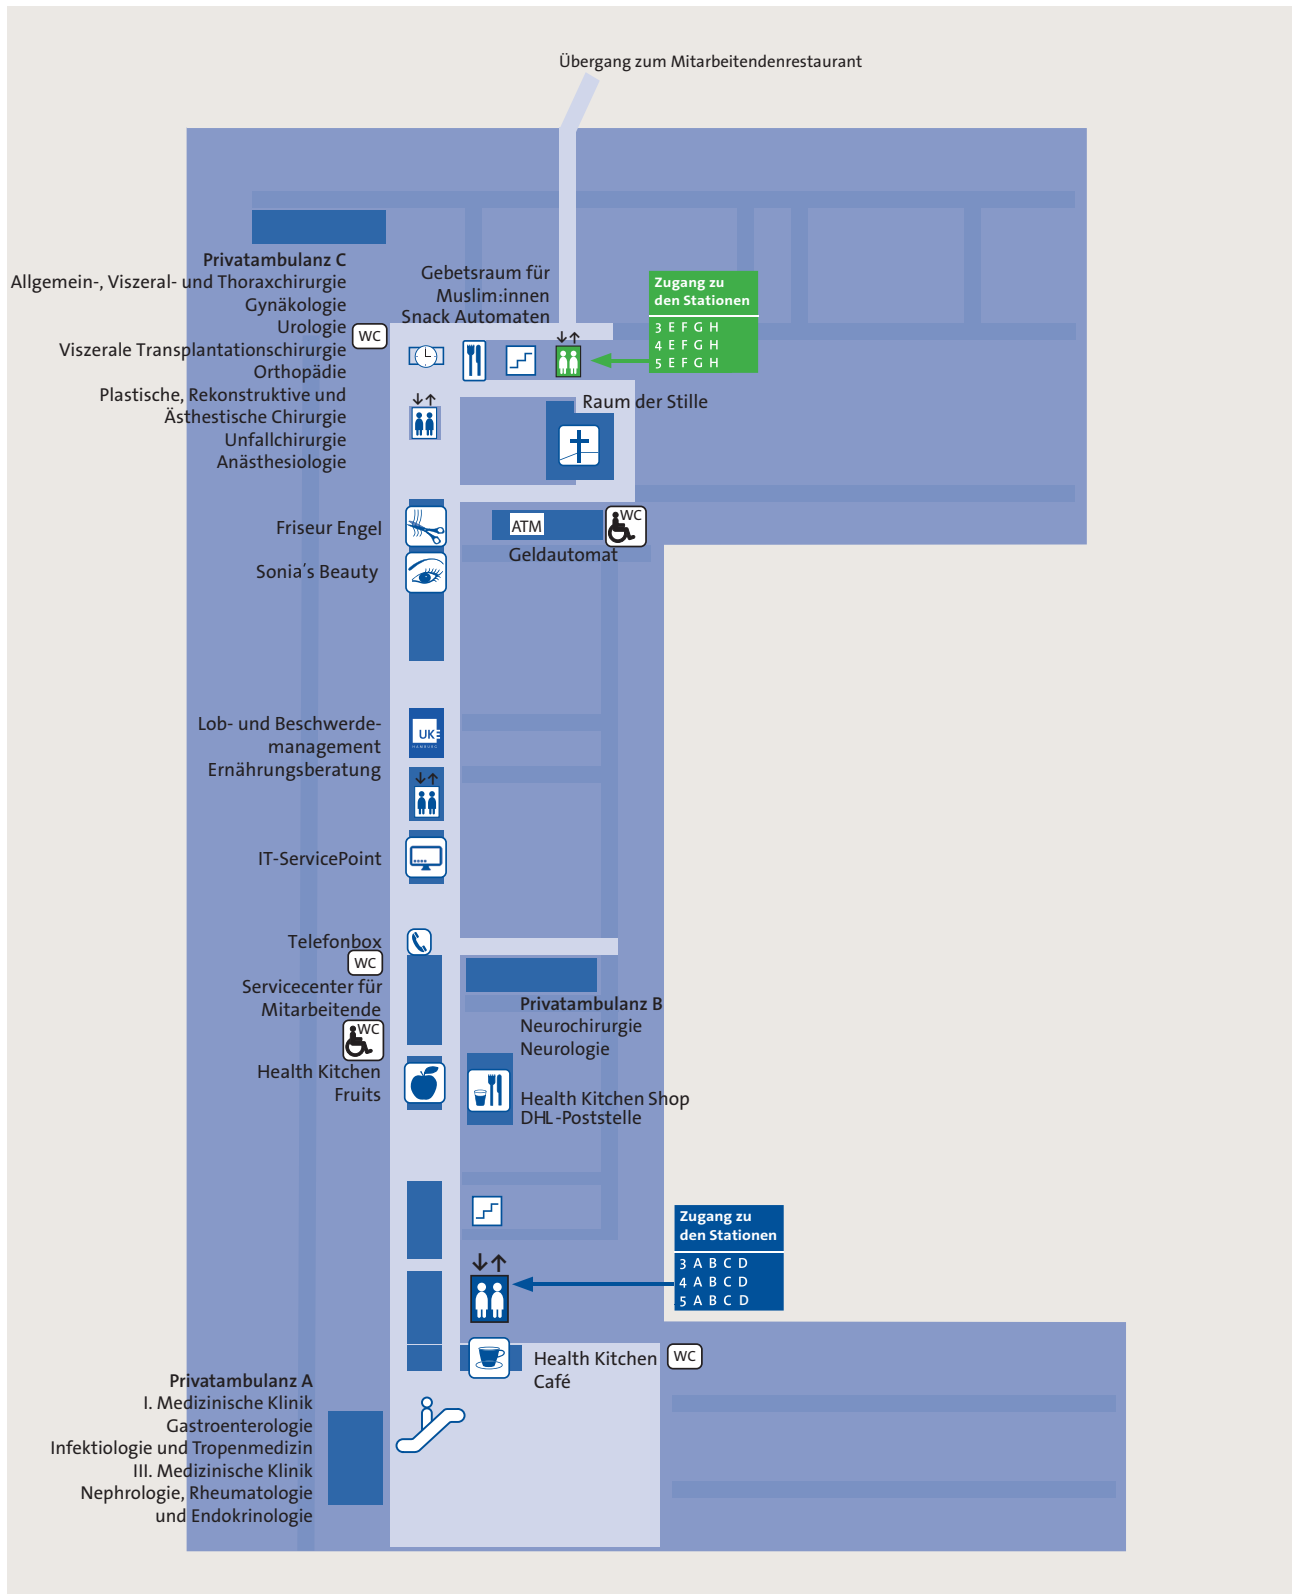 Übergang zum Mitarbeitendenrestaurant
Privatambulanz C
Allgemein-, Viszeral- und Thoraxchirurgie
Gynäkologie
Urologie
WC
Viszerale Transplantationschirurgie
Orthopädie
Plastische, Rekonstruktive und
Ästhestische Chirurgie
Unfallchirurgie
Anästhesiologie
Gebetsraum für
Muslim:innen
Snack Automaten
Zugang zu
den Stationen
3 E F G H
4 E F G H
5 E F G H
Raum der Stille
Friseur Engel
ATM
WC
Geldautomat
Sonia´s Beauty
Lob- und Beschwerde-
management
Ernährungsberatung
UKE
HAMBURG
IT-ServicePoint
Telefonbox
WC
Servicecenter für
Mitarbeitende
WC
Privatambulanz B
Neurochirurgie
Neurologie
Health Kitchen
Fruits
Health Kitchen Shop
DHL-Poststelle
Zugang zu
den Stationen
3 A B C D
4 A B C D
5 A B C D
Health Kitchen
Café
WC
Privatambulanz A
I. Medizinische Klinik
Gastroenterologie
Infektiologie und Tropenmedizin
III. Medizinische Klinik
Nephrologie, Rheumatologie
und Endokrinologie